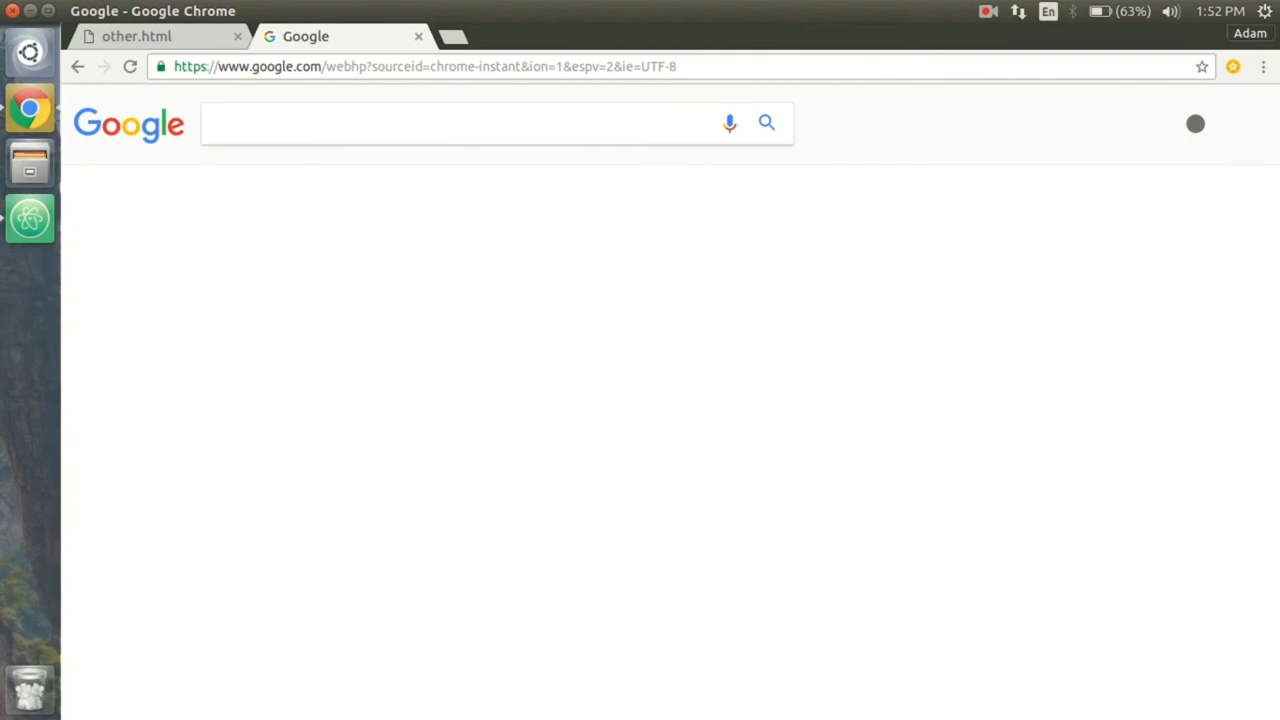 Google - Google Chrome
En
(63%)
1:52 PM
other.html
Google
Adam
https://www.google.com/webhp?sourceid=chrome-instant&ion=1&espv=2&ie=UTF-8
Google